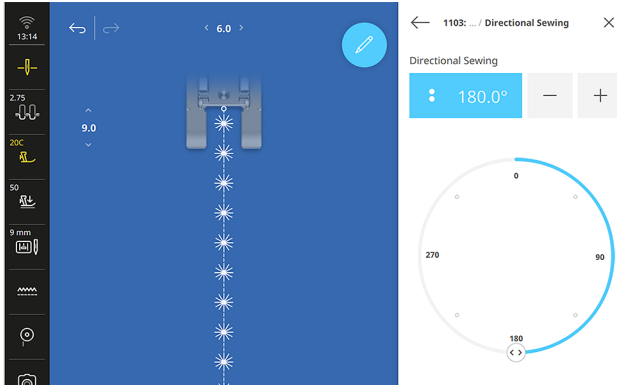 13:14
6.0
1103: ... / Directional Sewing
Directional Sewing
2.75
180.0°
9.0
20C
50
9 mm
0
270
90
180